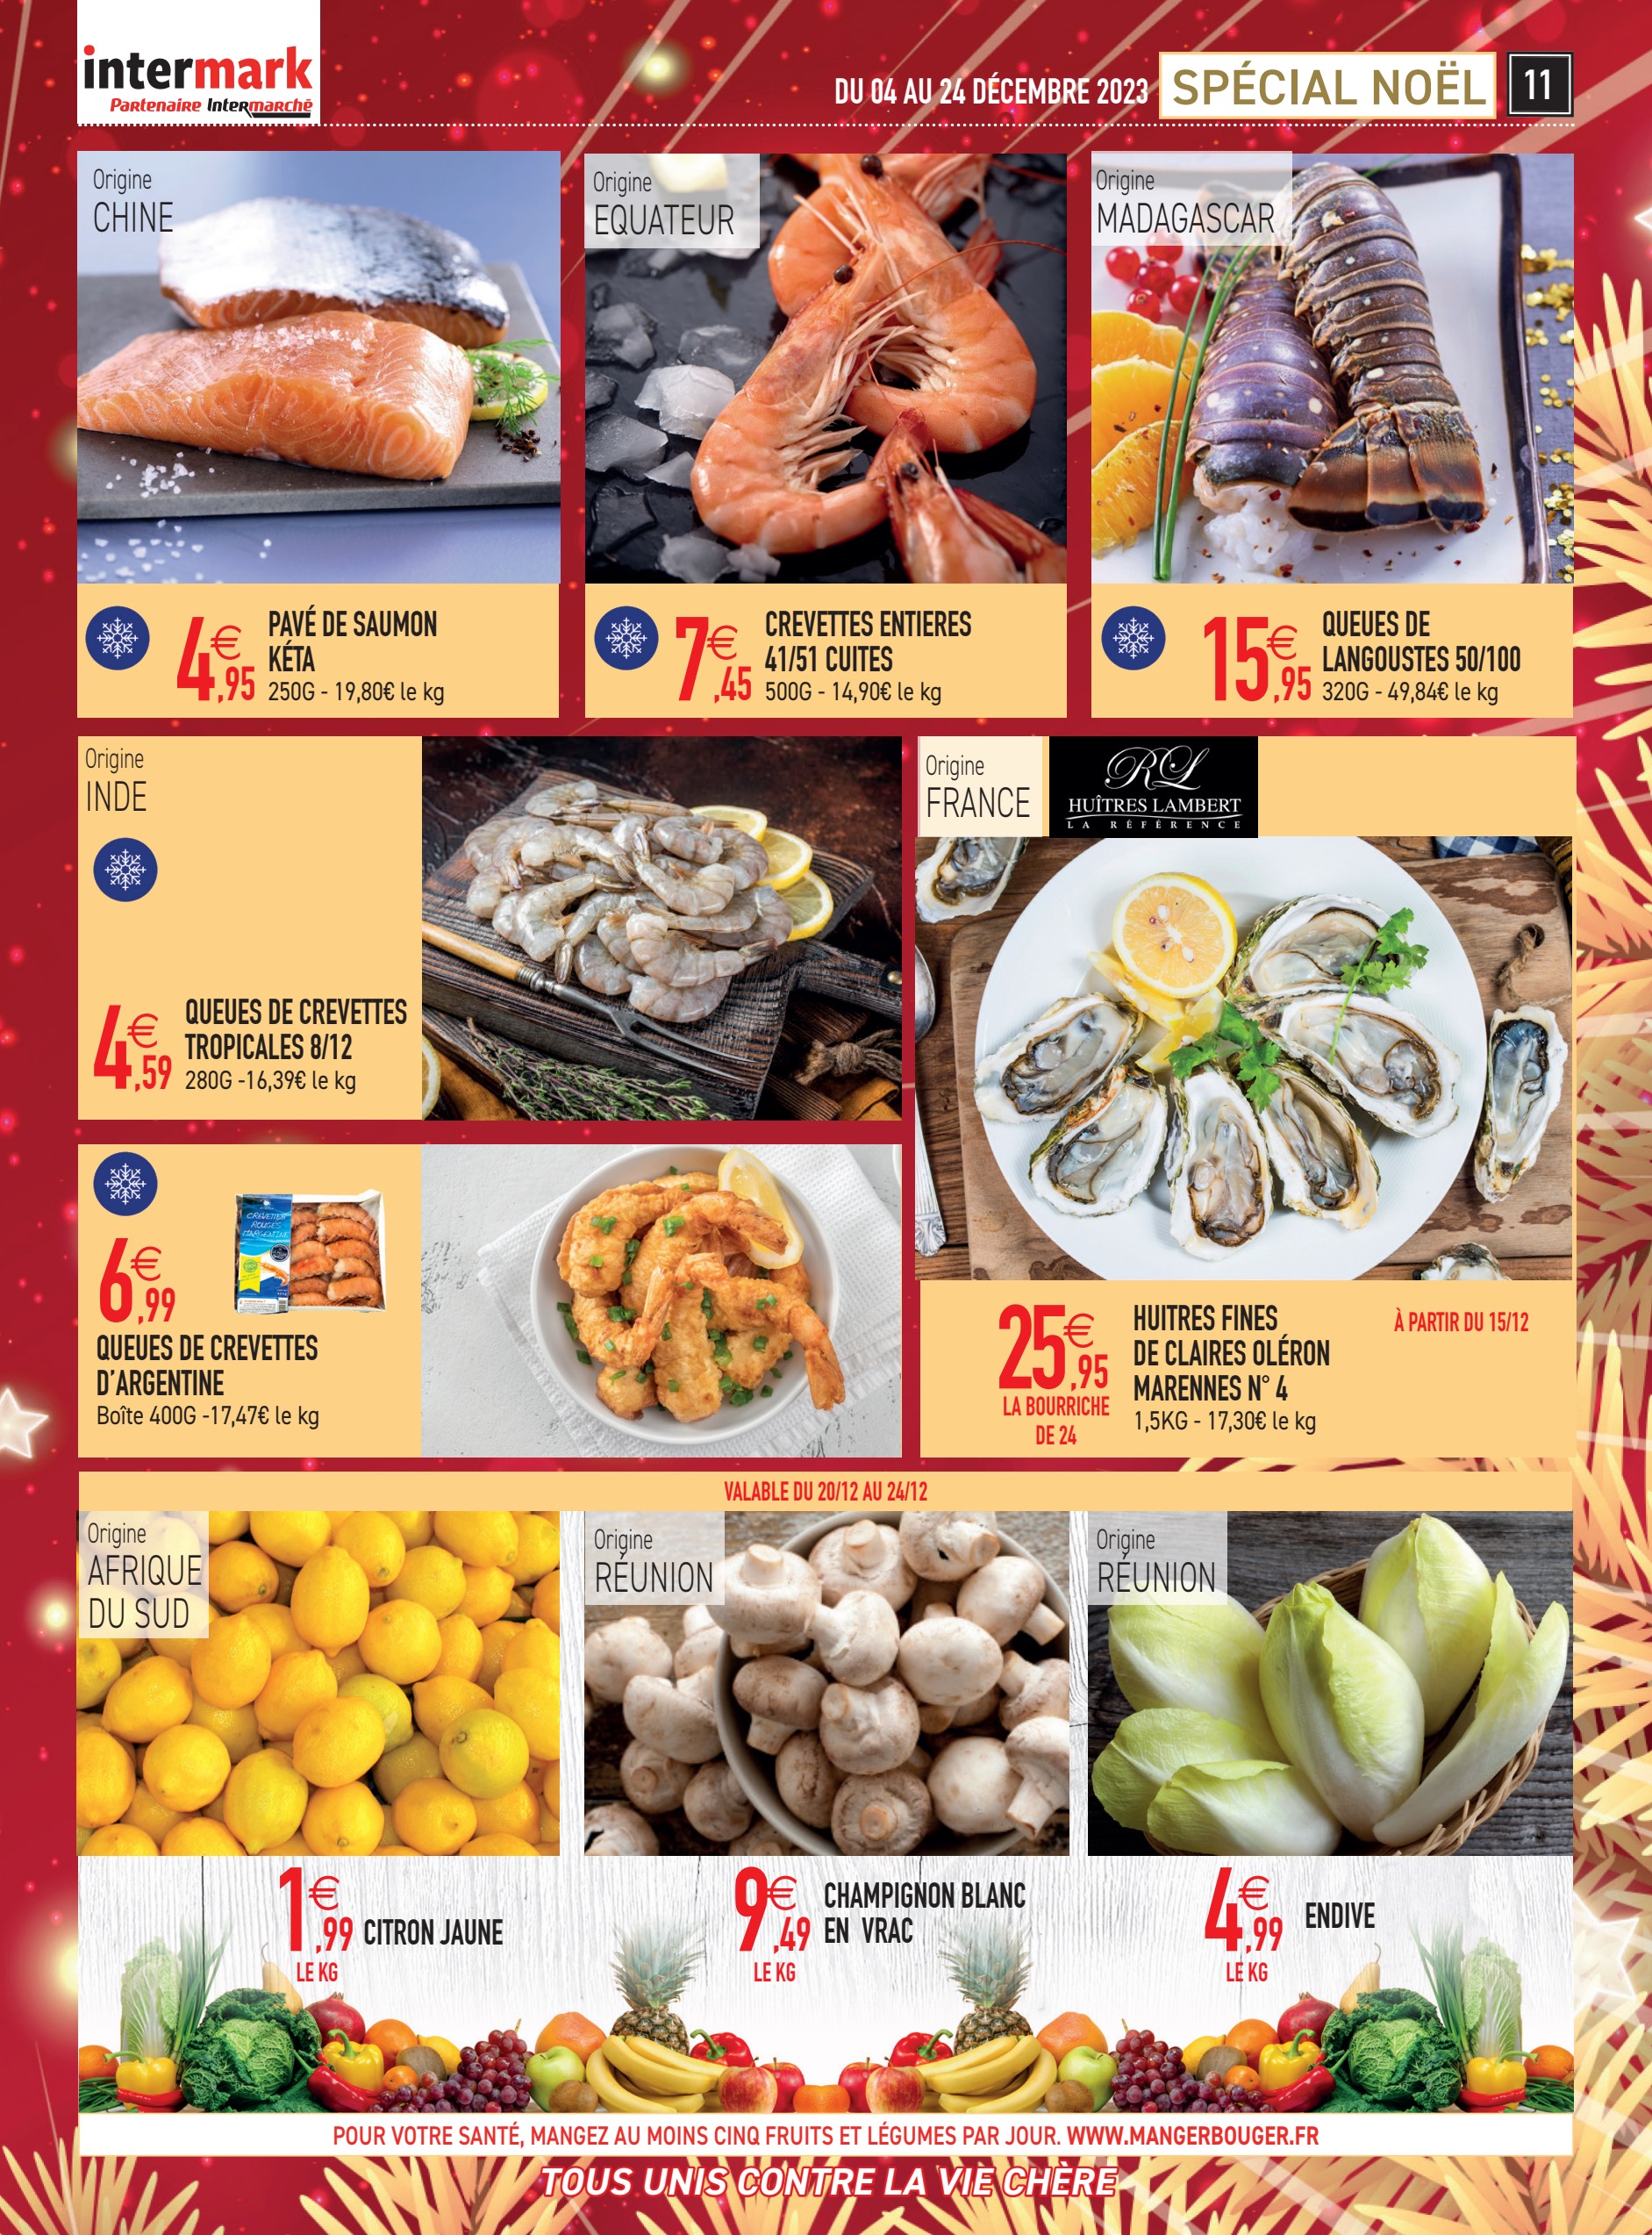 intermark
Partenaire Intermarchē
DU 04 AU 24 DÉCEMBRE 2023
SPÉCIAL NOËL
11
Origine
CHINE
4€,95
PAVÉ DE SAUMON
KÉTA
250G - 19,80€ le kg
Origine
EQUATEUR
7€,45
CREVETTES ENTIERES
41/51 CUITES
500G - 14,90€ le kg
Origine
MADAGASCAR
15€,95
QUEUES DE
LANGOUSTES 50/100
320G - 49,84€ le kg
Origine
INDE
4€,59
QUEUES DE CREVETTES
TROPICALES 8/12
280G -16,39€ le kg
Origine
FRANCE
RL
HUÎTRES LAMBERT
LA RÉFÉRENCE
25€,95
LA BOURRICHE
DE 24
HUITRES FINES
DE CLAIRES OLÉRON
MARENNES N° 4
1,5KG - 17,30€ le kg
À PARTIR DU 15/12
6€,99
CREVETTES
ROUGES
D'ARGENTINE
QUEUES DE CREVETTES
D'ARGENTINE
Boîte 400G -17,47€ le kg
VALABLE DU 20/12 AU 24/12
Origine
AFRIQUE
DU SUD
1€,99
LE KG
CITRON JAUNE
Origine
RÉUNION
9€,49
LE KG
CHAMPIGNON BLANC
EN VRAC
Origine
RÉUNION
4€,99
LE KG
ENDIVE
POUR VOTRE SANTÉ, MANGEZ AU MOINS CINQ FRUITS ET LÉGUMES PAR JOUR. WWW.MANGERBOUGER.FR
TOUS UNIS CONTRE LA VIE CHÈRE